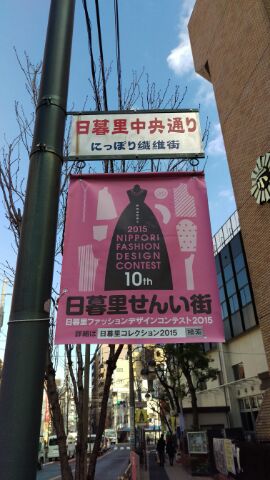 日暮里中央通り
にっぽり繊維街
2015
NIPPORI
FASHION
DESIGN
CONTEST
10th
日暮里せんい街
日暮里ファッションデザインコンテスト2015
詳細は 日暮里コレクション2015 検索